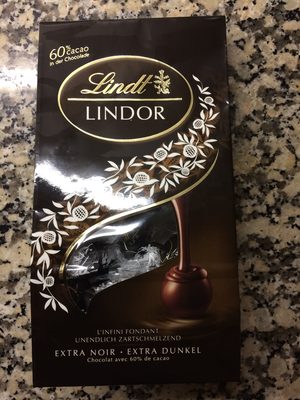 60% cacao
in der Chocolade
Lindt
LINDOR
L'INFINI FONDANT
UNENDLICH ZARTSCHMELZEND
EXTRA NOIR • EXTRA DUNKEL
Chocolat avec 60% de cacao